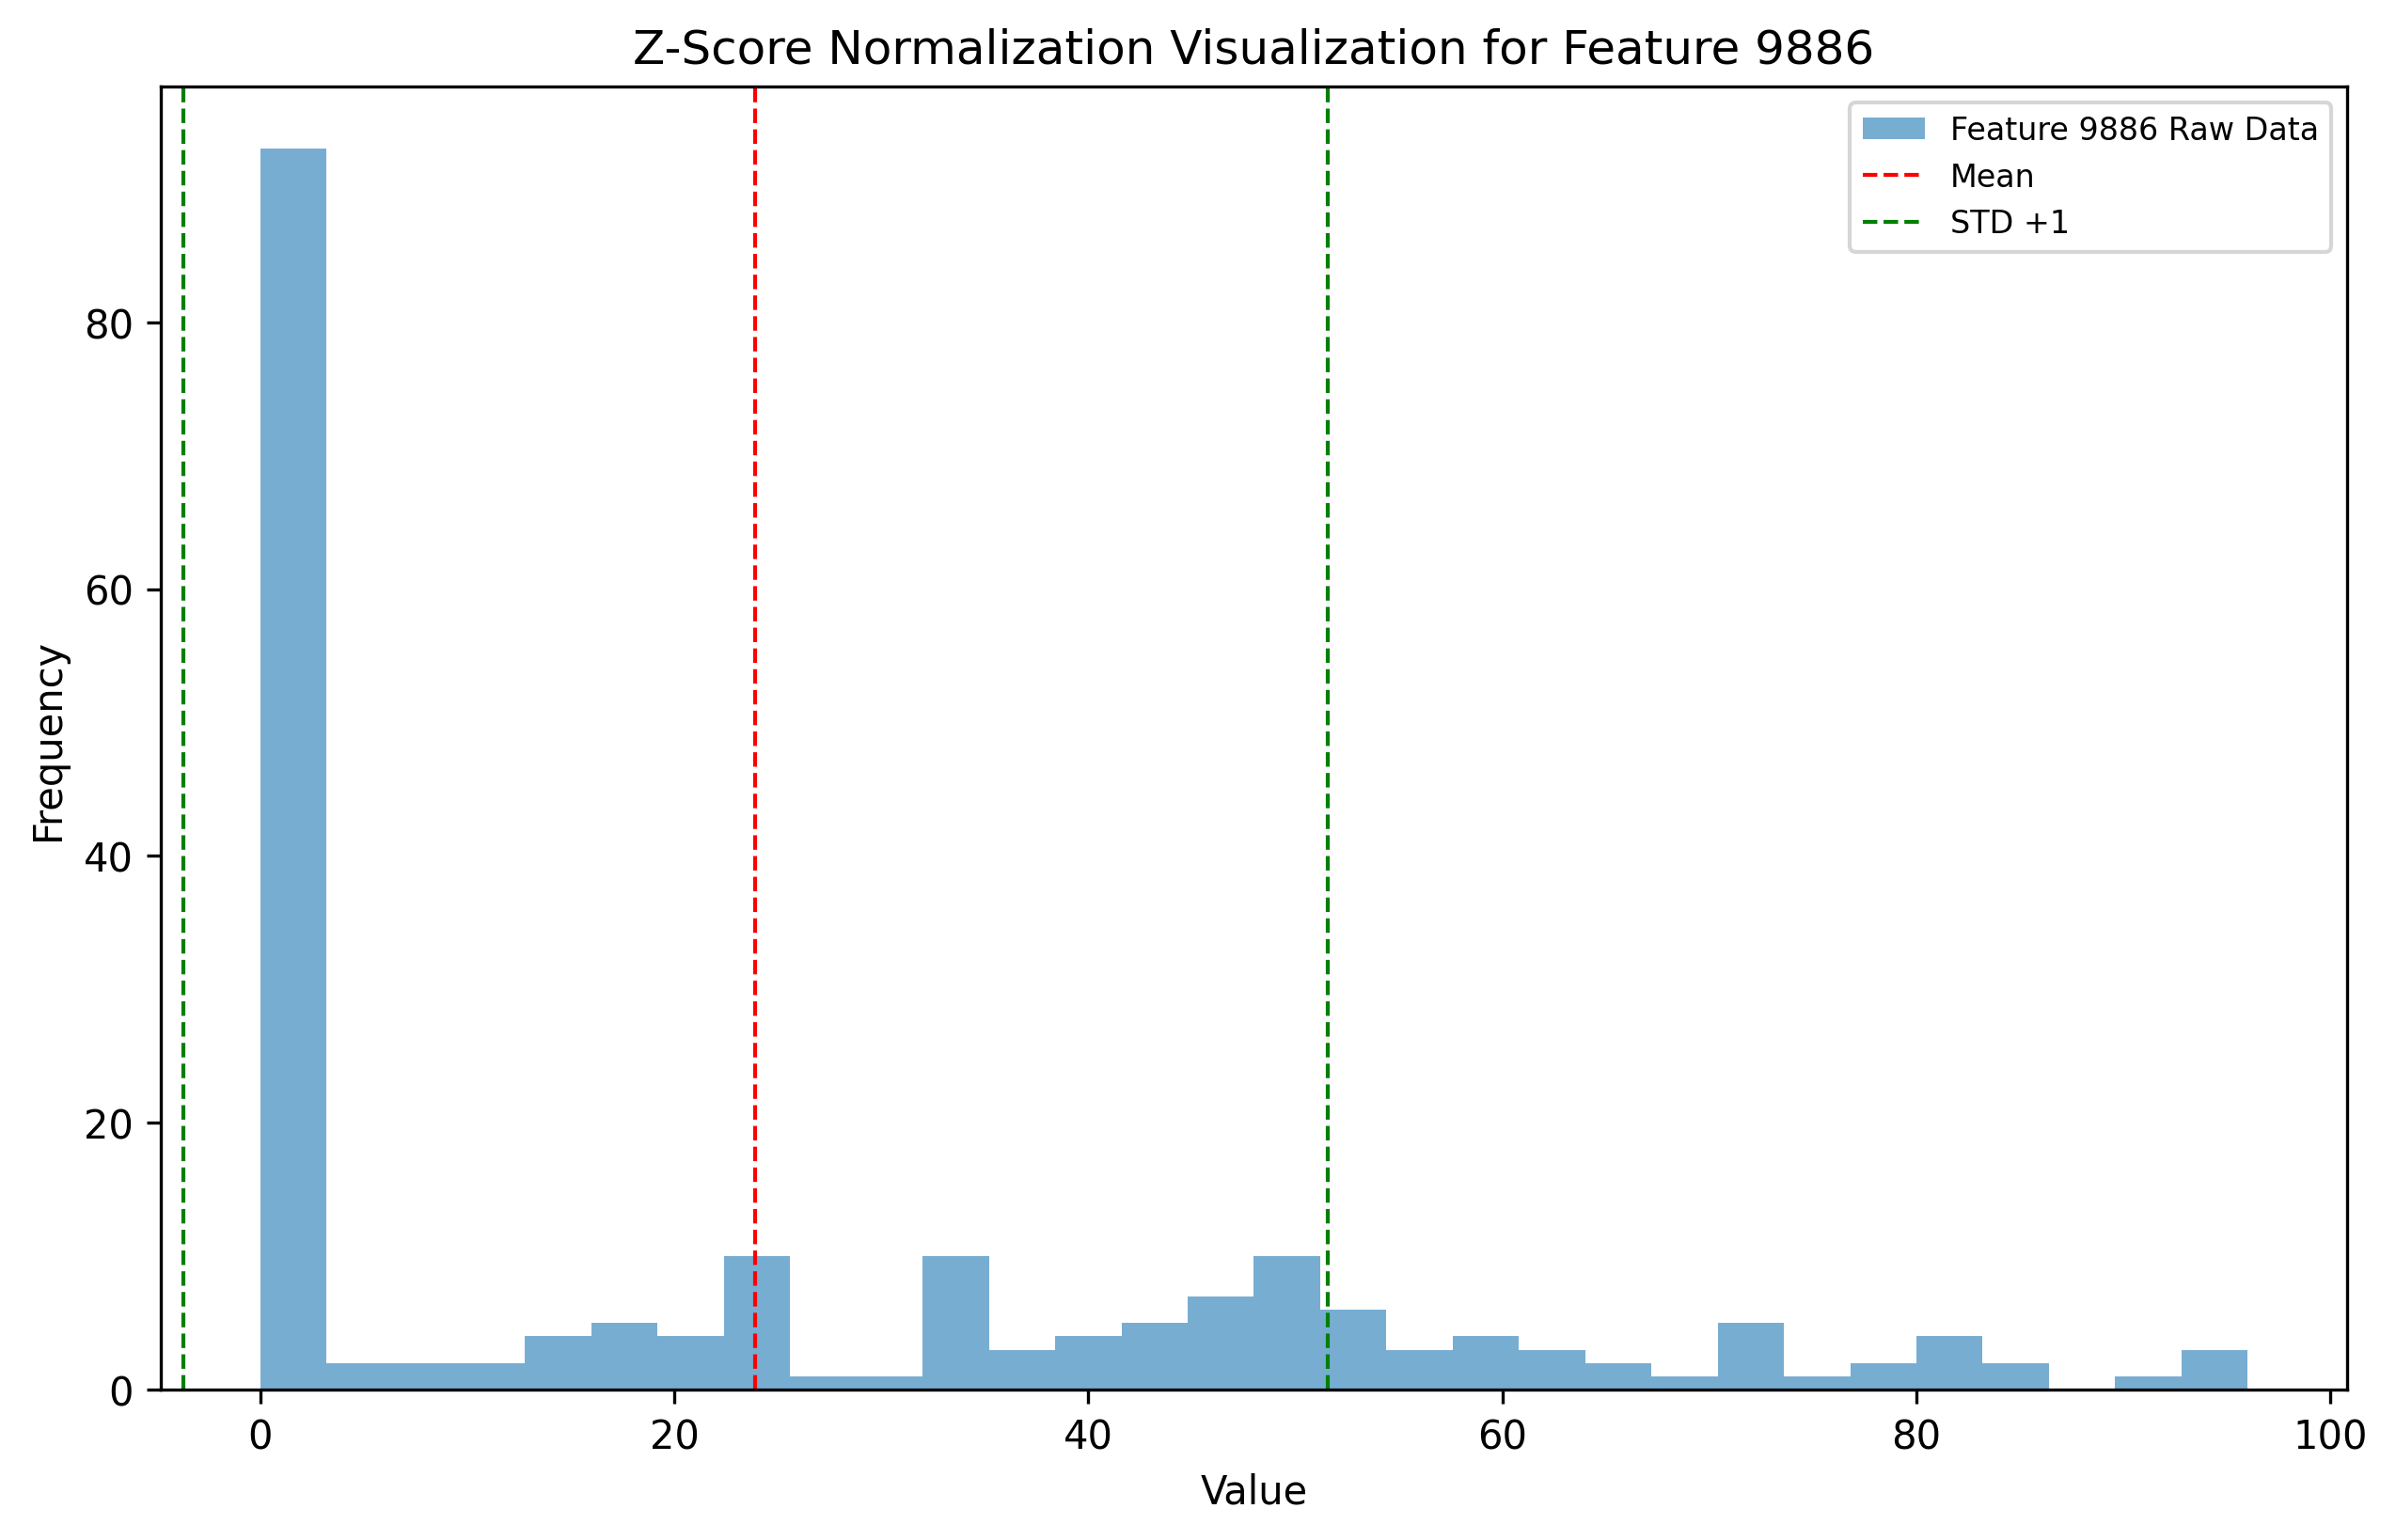 Z-Score Normalization Visualization for Feature 9886
Feature 9886 Raw Data
Mean
STD +1
80
60
40
20
0
Frequency
0 20 40 60 80 100
Value